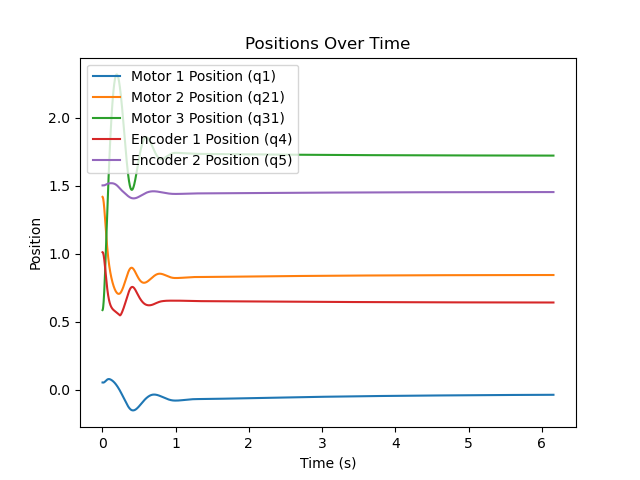 Positions Over Time
Motor 1 Position (q1)
Motor 2 Position (q21)
Motor 3 Position (q31)
Encoder 1 Position (q4)
Encoder 2 Position (q5)
Position
2.0
1.5
1.0
0.5
0.0
0 1 2 3 4 5 6
Time (s)